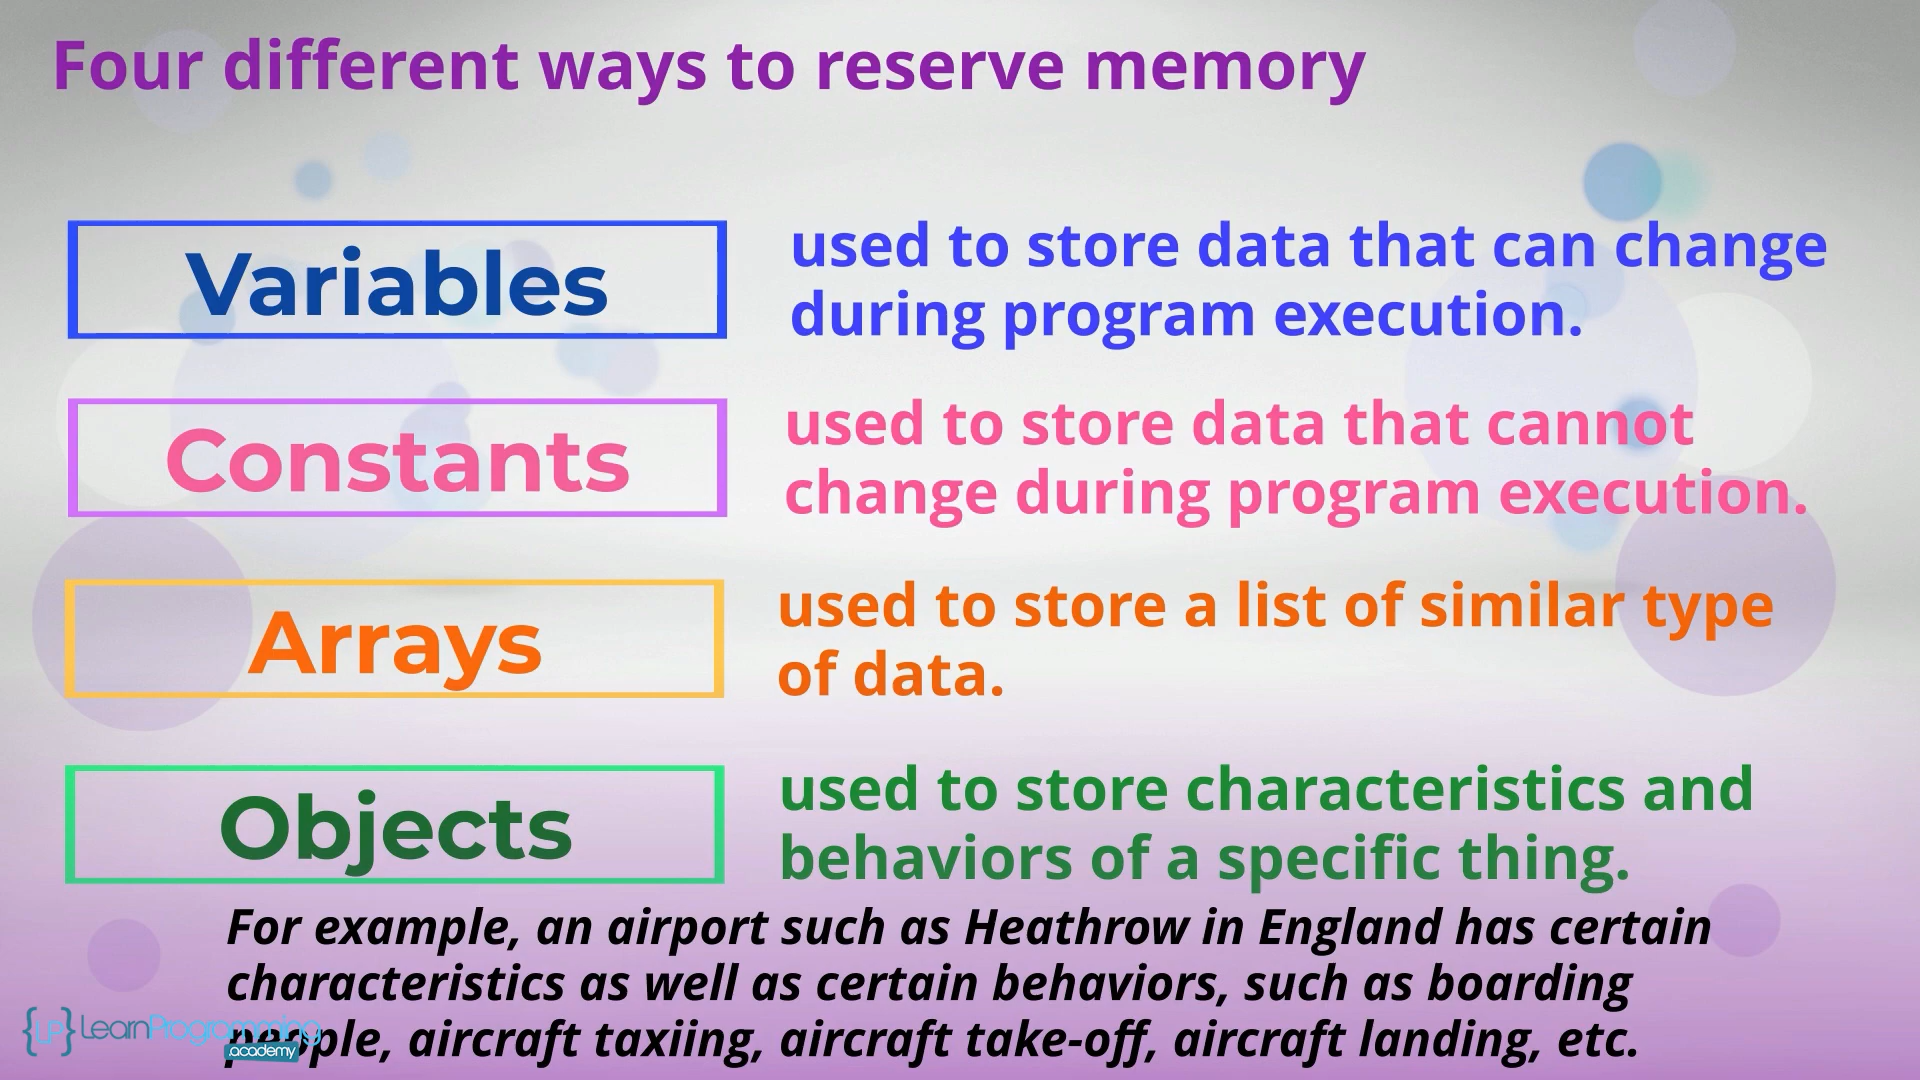 Four different ways to reserve memory
Variables
used to store data that can change
during program execution.
Constants
used to store data that cannot
change during program execution.
Arrays
used to store a list of similar type
of data.
Objects
used to store characteristics and
behaviors of a specific thing.
For example, an airport such as Heathrow in England has certain
characteristics as well as certain behaviors, such as boarding
people, aircraft taxiing, aircraft take-off, aircraft landing, etc.
{LP} LearnProgramming
.academy